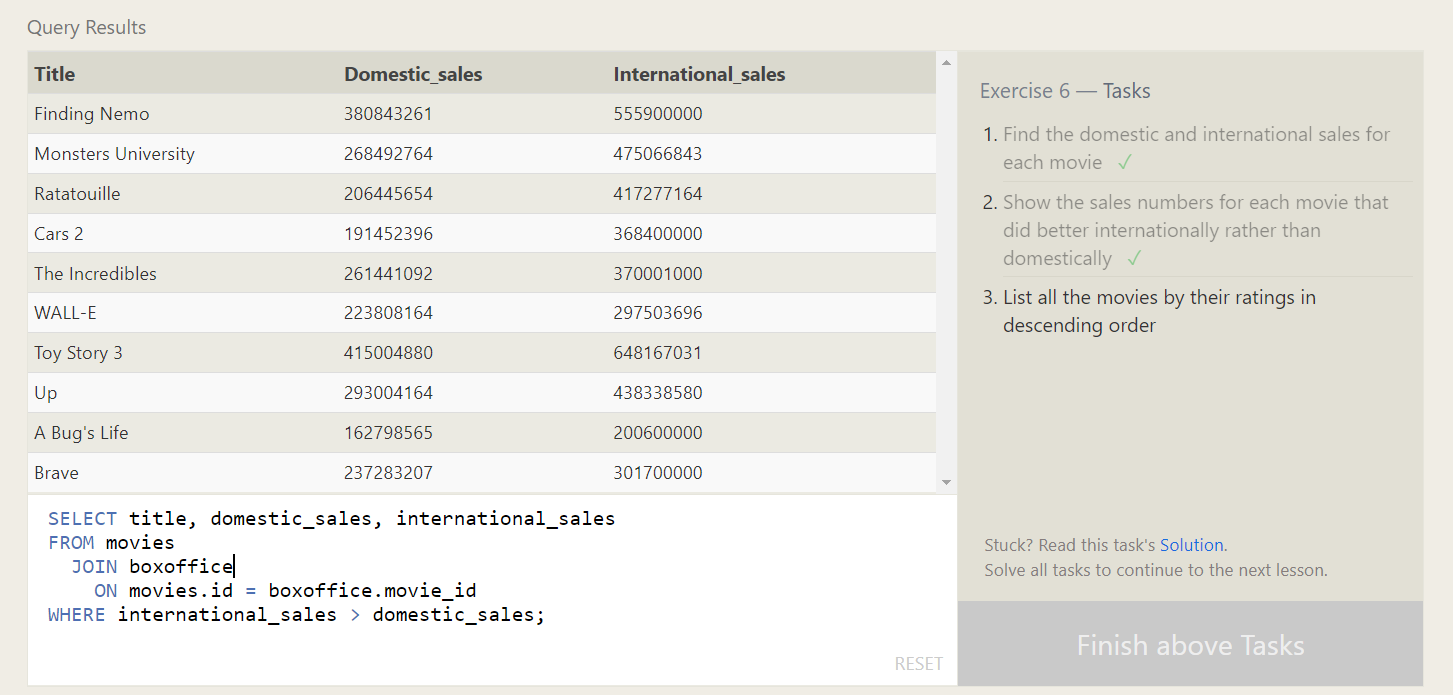 Query Results
Title Domestic_sales International_sales
Finding Nemo 380843261 555900000
Monsters University 268492764 475066843
Ratatouille 206445654 417277164
Cars 2 191452396 368400000
The Incredibles 261441092 370001000
WALL-E 223808164 297503696
Toy Story 3 415004880 648167031
Up 293004164 438338580
A Bug's Life 162798565 200600000
Brave 237283207 301700000
SELECT title, domestic_sales, international_sales
FROM movies
JOIN boxoffice
ON movies.id = boxoffice.movie_id
WHERE international_sales > domestic_sales;
RESET
Exercise 6 — Tasks
1. Find the domestic and international sales for
each movie ✓
2. Show the sales numbers for each movie that
did better internationally rather than
domestically ✓
3. List all the movies by their ratings in
descending order
Stuck? Read this task's Solution.
Solve all tasks to continue to the next lesson.
Finish above Tasks